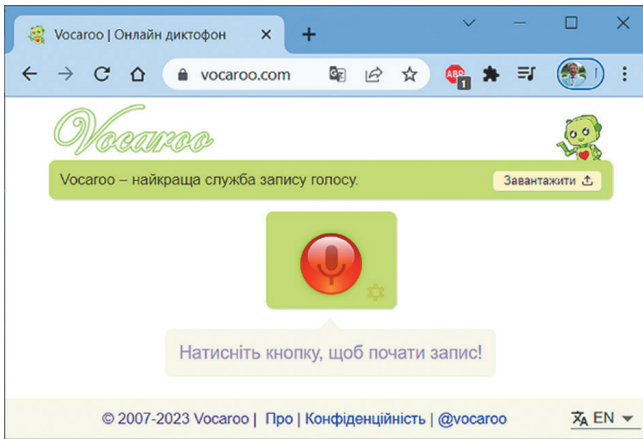 Vocaroo | Онлайн диктофон
vocaroo.com
ABP
1
Vocaroo
Vocaroo – найкраща служба запису голосу.
Завантажити
Натисніть кнопку, щоб почати запис!
© 2007-2023 Vocaroo | Про | Конфіденційність | @vocaroo
EN